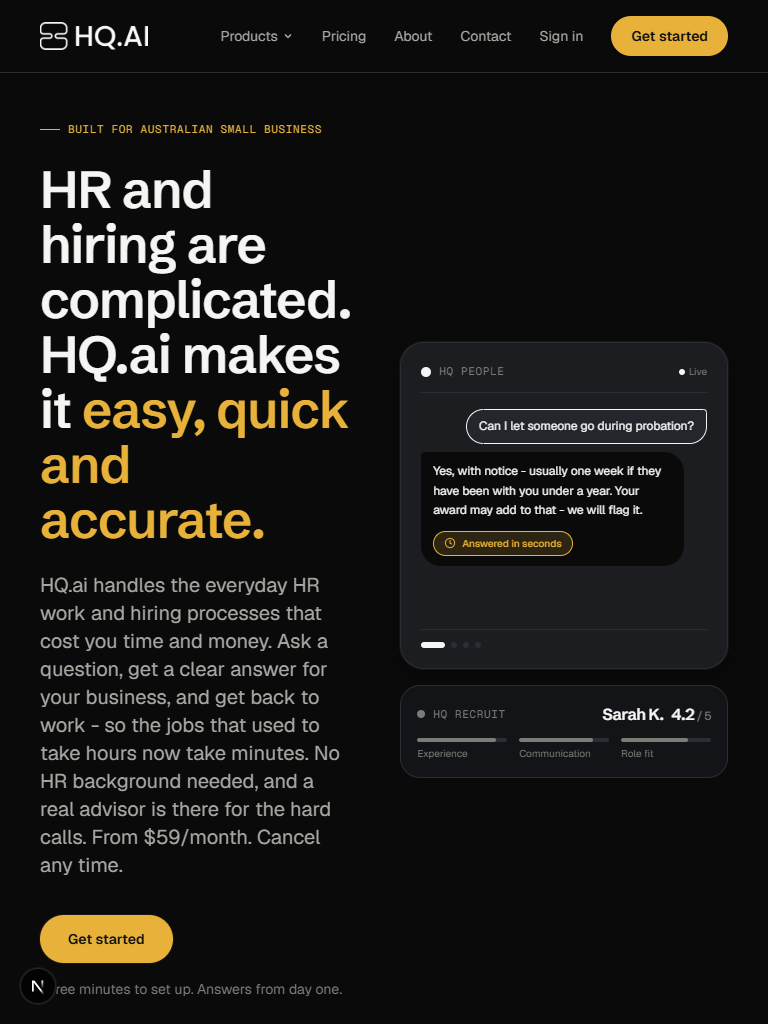 HQ.AI
Products
Pricing
About
Contact
Sign in
Get started
BUILT FOR AUSTRALIAN SMALL BUSINESS
HR and
hiring are
complicated.
HQ.ai makes
it easy, quick
and
accurate.
HQ.ai handles the everyday HR
work and hiring processes that
cost you time and money. Ask a
question, get a clear answer for
your business, and get back to
work - so the jobs that used to
take hours now take minutes. No
HR background needed, and a
real advisor is there for the hard
calls. From $59/month. Cancel
any time.
Get started
N
ree minutes to set up. Answers from day one.
HQ PEOPLE
Live
Can I let someone go during probation?
Yes, with notice - usually one week if they
have been with you under a year. Your
award may add to that - we will flag it.
Answered in seconds
HQ RECRUIT
Sarah K. 4.2 / 5
Experience
Communication
Role fit